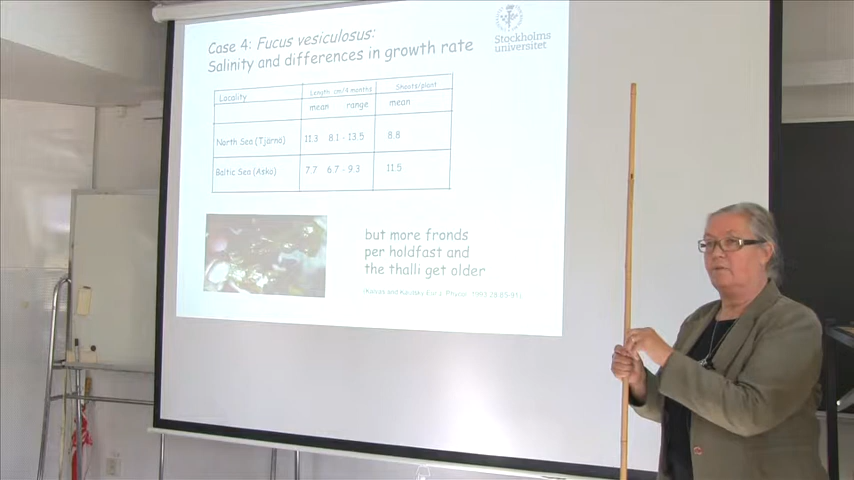 Case 4: Fucus vesiculosus:
Salinity and differences in growth rate
Stockholms
universitet
Locality Length cm/4 months Shoots/plant
mean range mean
North Sea (Tjärnö) 11.3 8.1 - 13.5 8.8
Baltic Sea (Askö) 7.7 6.7 - 9.3 11.5
but more fronds
per holdfast and
the thalli get older
1993